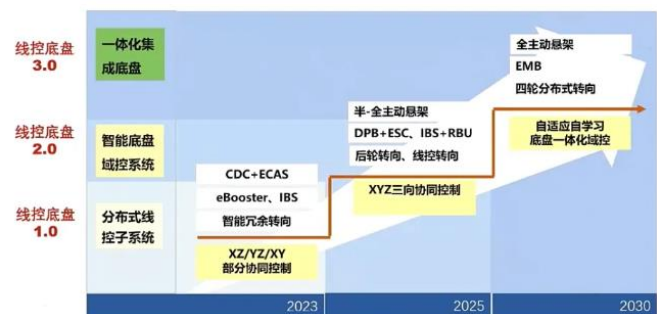 线控底盘
3.0
一体化集
成底盘
全主动悬架
EMB
四轮分布式转向
线控底盘
2.0
智能底盘
域控系统
半-全主动悬架
DPB+ESC、IBS+RBU
后轮转向、线控转向
自适应自学习
底盘一体化域控
线控底盘
1.0
分布式线
控子系统
CDC+ECAS
eBooster、IBS
智能冗余转向
XYZ三向协同控制
XZ/YZ/XY
部分协同控制
2023
2025
2030